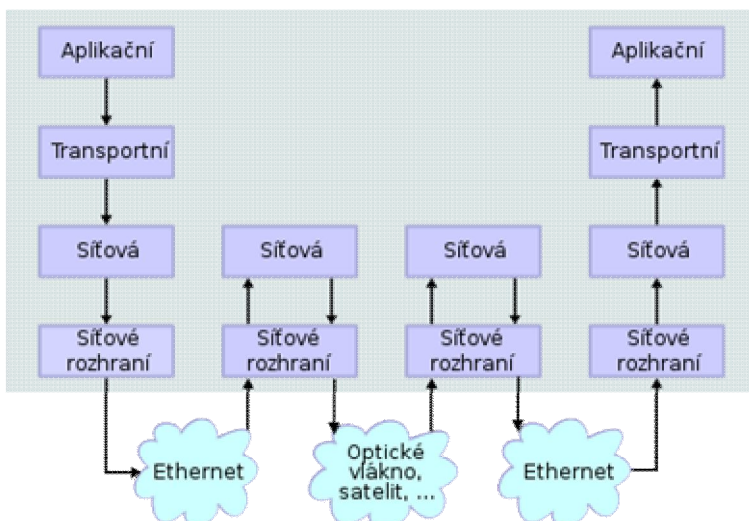 Aplikační
Aplikační
Transportní
Transportní
Síťová
Síťová
Síťová
Síťová
Síťové
rozhraní
Síťové
rozhraní
Síťové
rozhraní
Síťové
rozhraní
Ethernet
Optické
vlákno,
satelit, ...
Ethernet